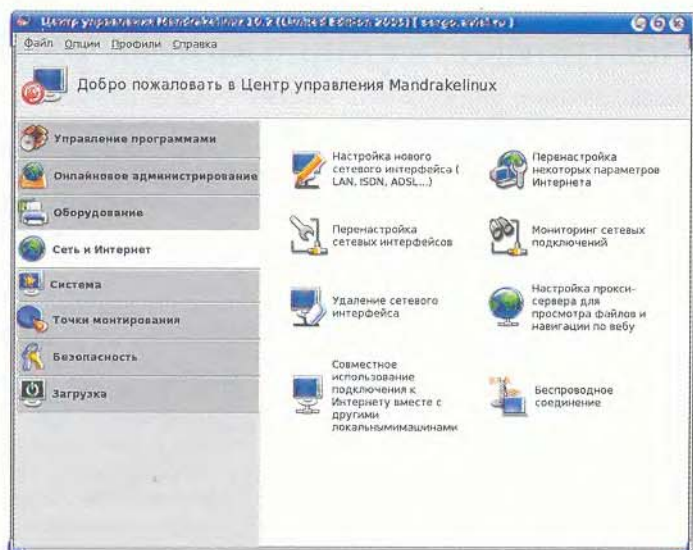 Центр управления Mandrakelinux 10.2 (Limited Edition 2005) [
Файл Опции Профили Справка
Добро пожаловать в Центр управления Mandrakelinux
Управление программами
Онлайновое администрирование
Оборудование
Сеть и Интернет
Система
Точки монтирования
Безопасность
Загрузка
Настройка нового
сетевого интерфейса (
LAN, ISDN, ADSL...)
Перенастройка
некоторых параметров
Интернета
Перенастройка
сетевых интерфейсов
Мониторинг сетевых
подключений
Удаление сетевого
интерфейса
Настройка прокси-
сервера для
просмотра файлов и
навигации по вебу
Совместное
использование
подключения к
Интернету вместе с
другими
локальнымимашинами
Беспроводное
соединение